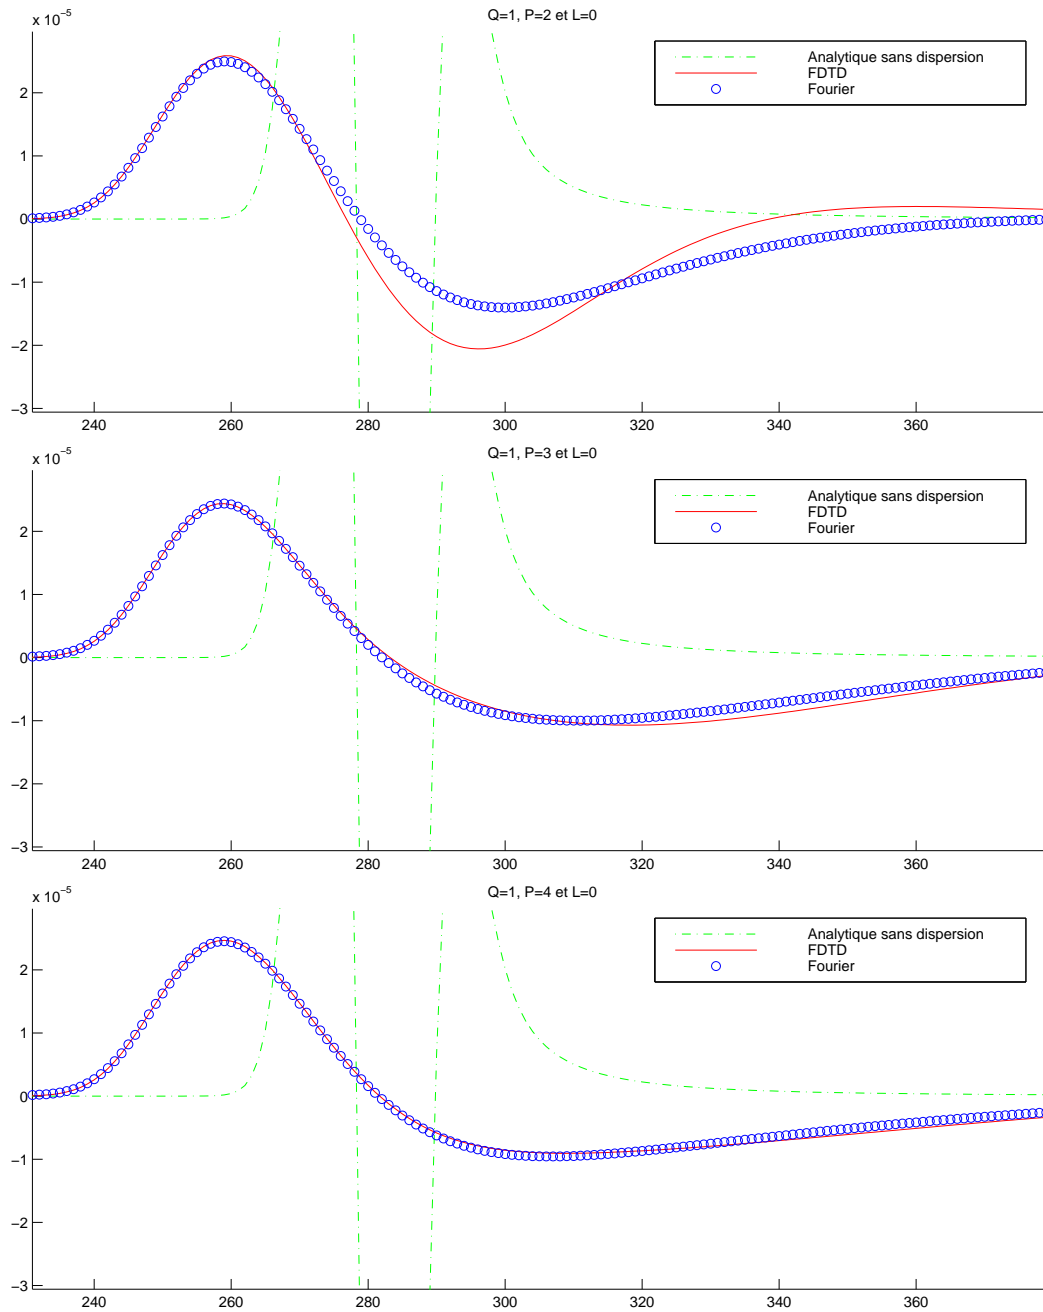 x 10−5
Q=1, P=2 et L=0
Analytique sans dispersion
FDTD
Fourier
2
1
0
−1
−2
−3
240 260 280 300 320 340 360
x 10−5
Q=1, P=3 et L=0
Analytique sans dispersion
FDTD
Fourier
2
1
0
−1
−2
−3
240 260 280 300 320 340 360
x 10−5
Q=1, P=4 et L=0
Analytique sans dispersion
FDTD
Fourier
2
1
0
−1
−2
−3
240 260 280 300 320 340 360